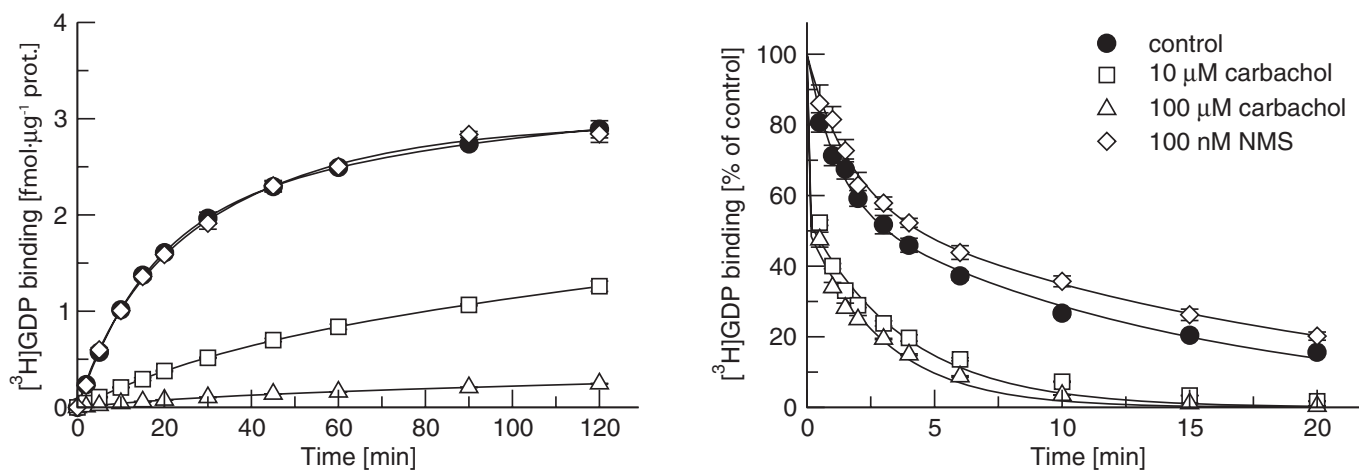 [³H]GDP binding [fmol·µg⁻¹ prot.]
4
3
2
1
0
0 20 40 60 80 100 120
Time [min]
[³H]GDP binding [% of control]
100
80
60
40
20
0
0 5 10 15 20
Time [min]
control
10 µM carbachol
100 µM carbachol
100 nM NMS